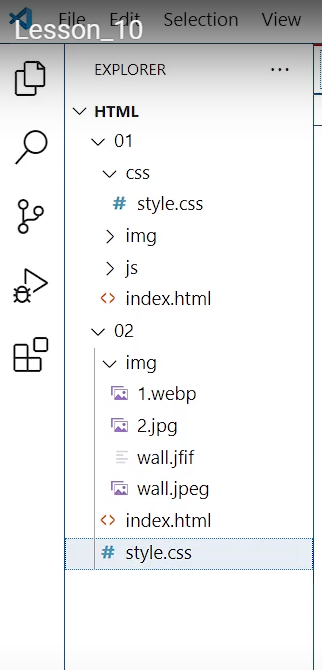 File Edit Selection View
Lesson_10
EXPLORER ...
HTML
01
css
# style.css
img
js
<> index.html
02
img
1.webp
2.jpg
wall.jfif
wall.jpeg
<> index.html
# style.css